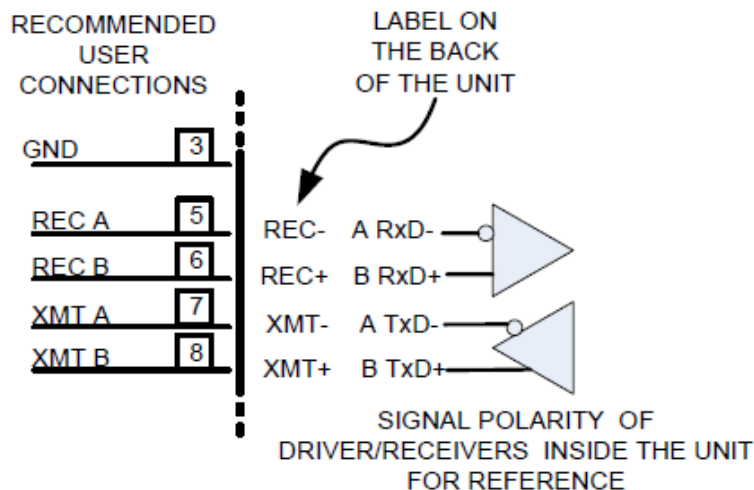 RECOMMENDED
USER
CONNECTIONS
LABEL ON
THE BACK
OF THE UNIT
GND 3
REC A 5 REC- A RxD-
REC B 6 REC+ B RxD+
XMT A 7 XMT- A TxD-
XMT B 8 XMT+ B TxD+
SIGNAL POLARITY OF
DRIVER/RECEIVERS INSIDE THE UNIT
FOR REFERENCE